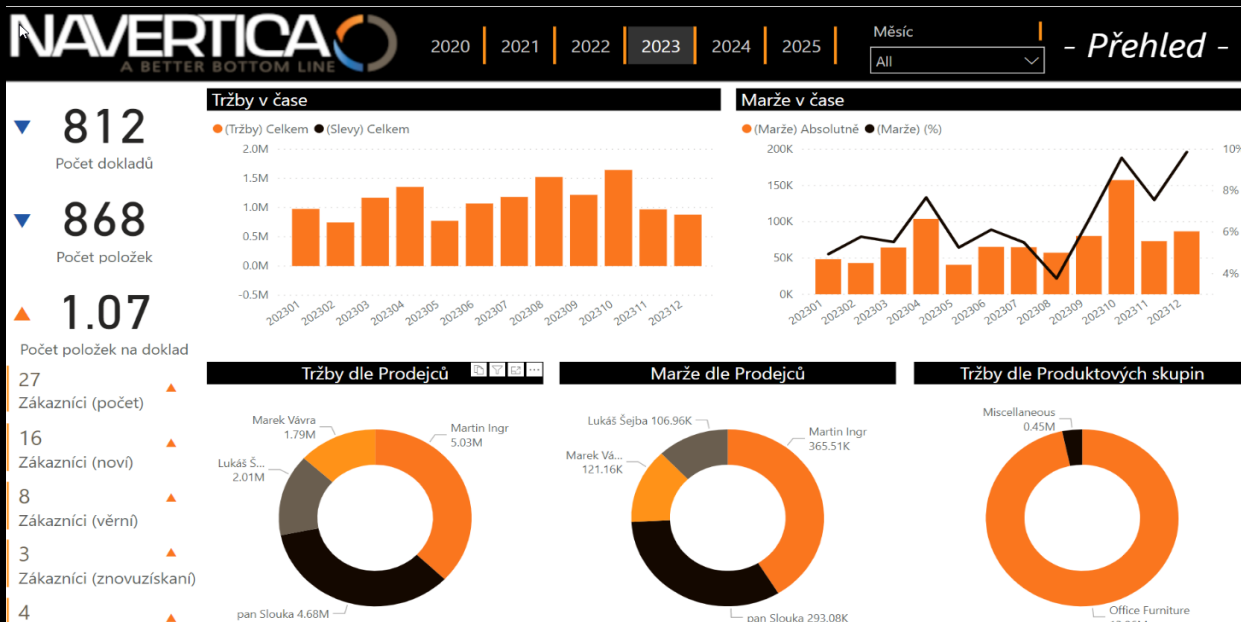 NAVERTICA
A BETTER BOTTOM LINE
2020 2021 2022 2023 2024 2025
Měsíc
All
- Přehled -
812
Počet dokladů
868
Počet položek
1.07
Počet položek na doklad
27
Zákazníci (počet)
16
Zákazníci (noví)
8
Zákazníci (věrní)
3
Zákazníci (znovuzískaní)
4
Tržby v čase
(Tržby) Celkem (Slevy) Celkem
2.0M
1.5M
1.0M
0.5M
0.0M
-0.5M
202301 202302 202303 202304 202305 202306 202307 202308 202309 202310 202311 202312
Marže v čase
(Marže) Absolutně (Marže) (%)
200K 10%
150K 8%
100K 6%
50K 4%
0K
202301 202302 202303 202304 202305 202306 202307 202308 202309 202310 202311 202312
Tržby dle Prodejců
Marek Vávra
1.79M
Martin Ingr
5.03M
Lukáš Š...
2.01M
pan Slouka 4.68M
Marže dle Prodejců
Lukáš Šejba 106.96K
Martin Ingr
365.51K
Marek Vá...
121.16K
pan Slouka 293.08K
Tržby dle Produktových skupin
Miscellaneous
0.45M
Office Furniture